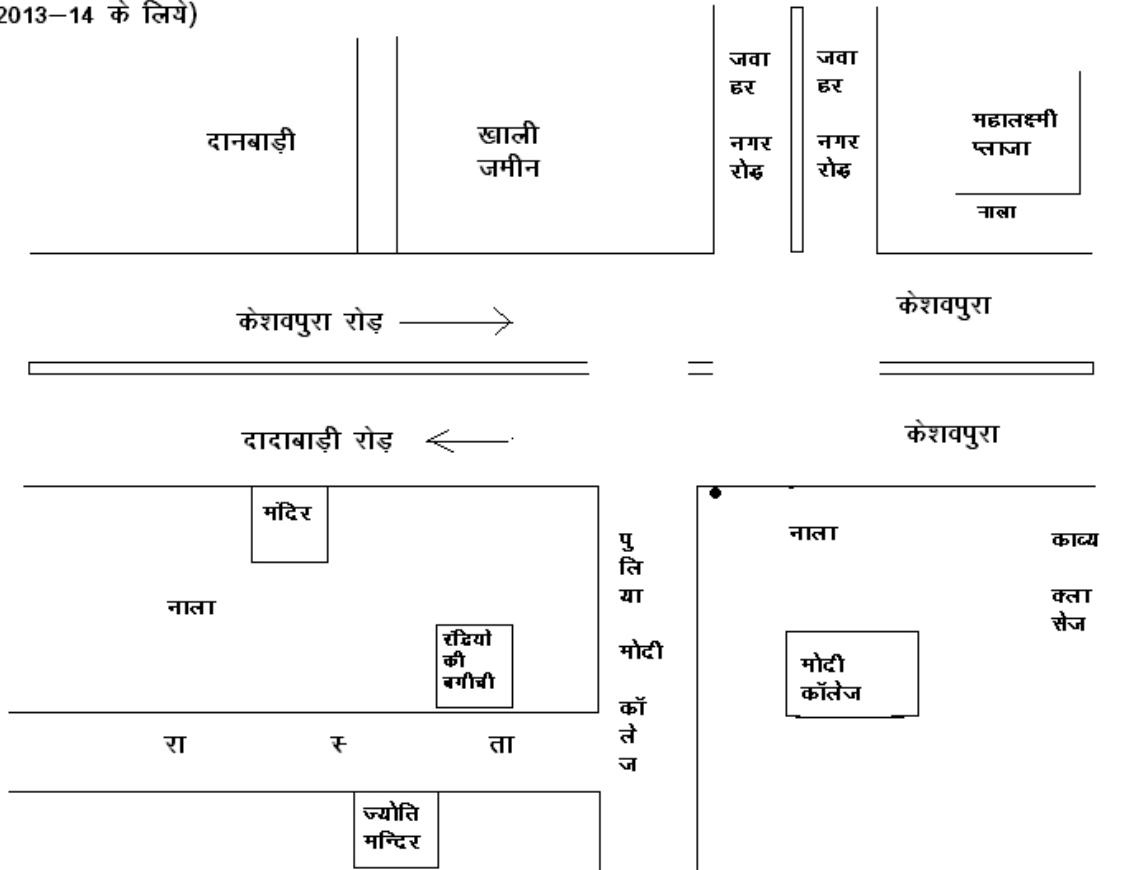 2013–14 के लिये)
दानबाड़ी
खाली
जमीन
जवा
हर
नगर
रोड़
जवा
हर
नगर
रोड़
महालक्ष्मी
प्लाजा
नाला
केशवपुरा रोड़
केशवपुरा
दादाबाड़ी रोड़
केशवपुरा
मंदिर
नाला
की
बगीची
पु
लि
या
मोदी
कॉ
ले
ज
नाला
काव्य
क्ला
सेज
मोदी
कॉलेज
रा स्‍ ता
ज्योति
मन्दिर